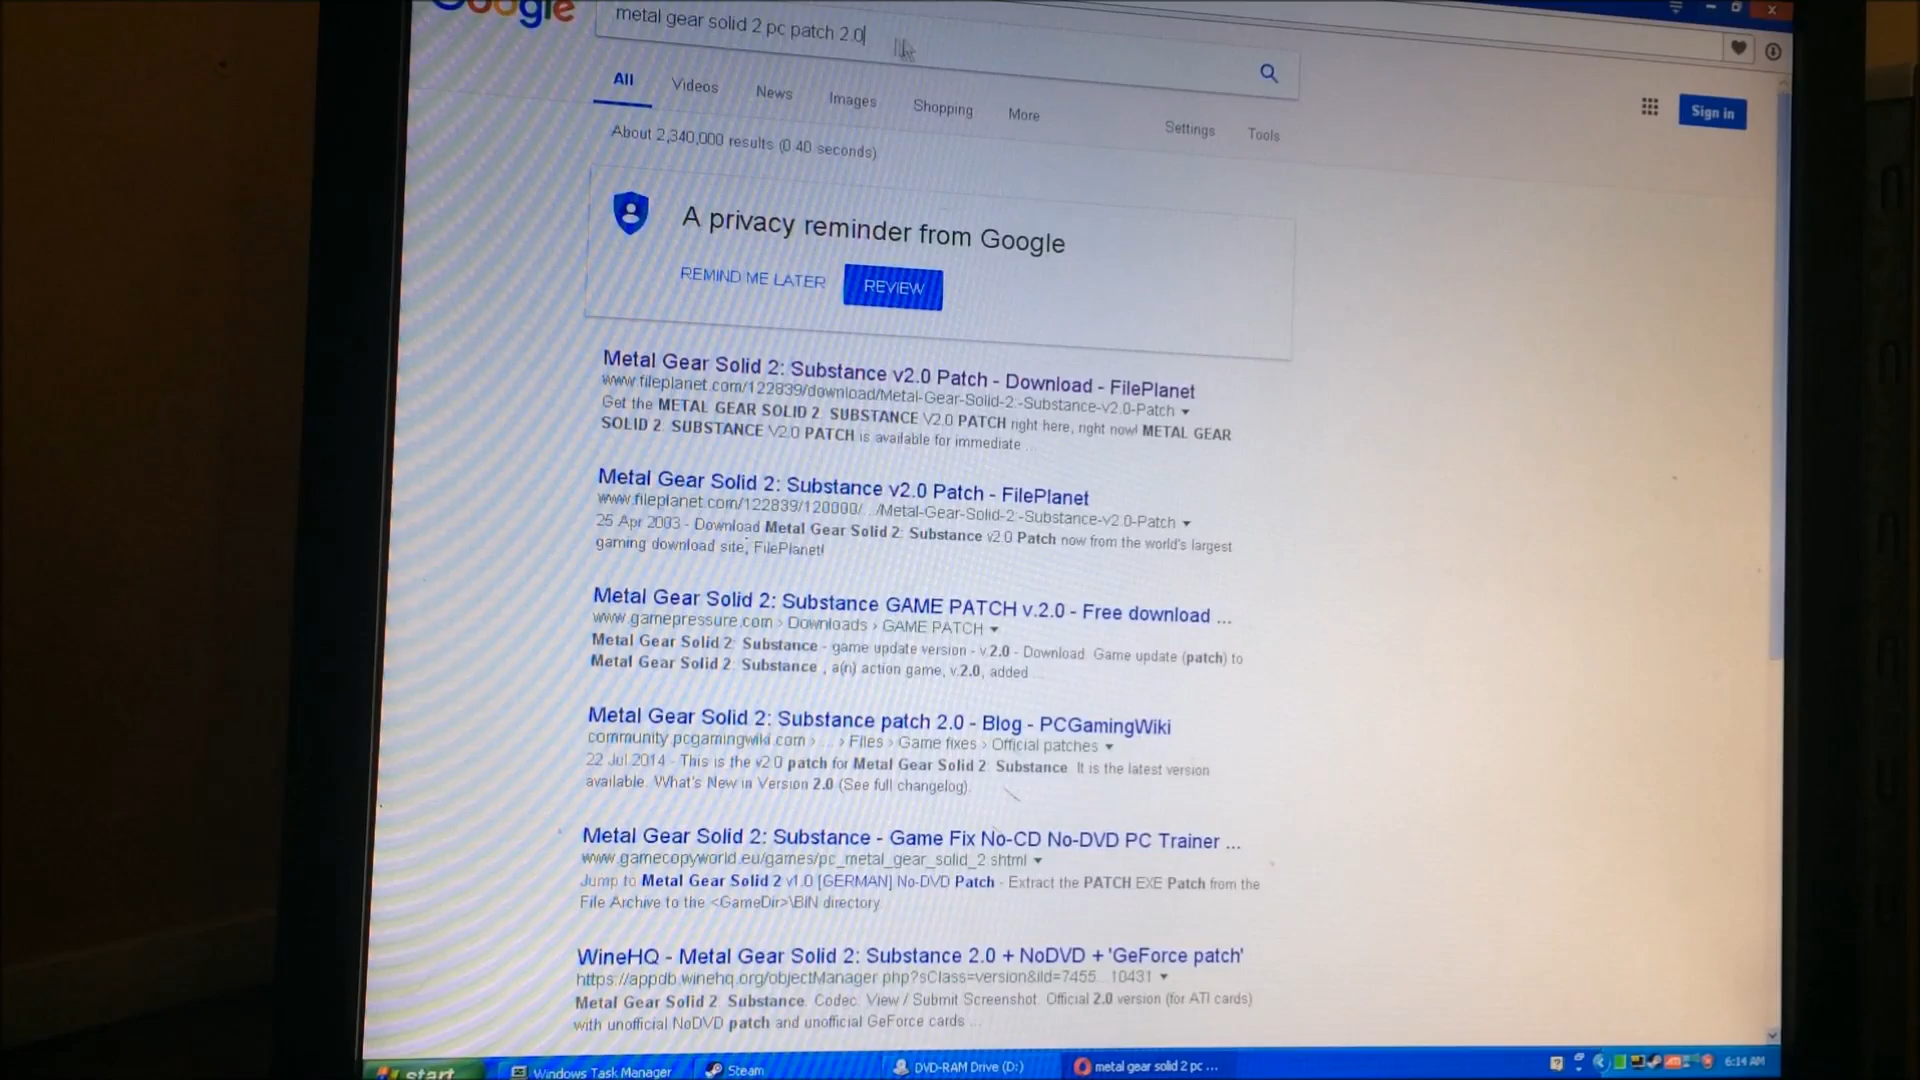 Google
metal gear solid 2 pc patch 2.0
All Videos News Images Shopping More Settings Tools
Sign in
About 2,340,000 results (0.40 seconds)
A privacy reminder from Google
REMIND ME LATER REVIEW
Metal Gear Solid 2: Substance v2.0 Patch - Download - FilePlanet
www.fileplanet.com/122839/download/Metal-Gear-Solid-2:-Substance-v2.0-Patch
Get the METAL GEAR SOLID 2: SUBSTANCE V2.0 PATCH right here, right now! METAL GEAR
SOLID 2: SUBSTANCE V2.0 PATCH is available for immediate ...
Metal Gear Solid 2: Substance v2.0 Patch - FilePlanet
www.fileplanet.com/122839/120000/.../Metal-Gear-Solid-2:-Substance-v2.0-Patch
25 Apr 2003 - Download Metal Gear Solid 2: Substance v2.0 Patch now from the world's largest
gaming download site, FilePlanet!
Metal Gear Solid 2: Substance GAME PATCH v.2.0 - Free download ...
www.gamepressure.com › Downloads › GAME PATCH
Metal Gear Solid 2: Substance - game update version - v.2.0 - Download. Game update (patch) to
Metal Gear Solid 2: Substance , a(n) action game, v.2.0, added
Metal Gear Solid 2: Substance patch 2.0 - Blog - PCGamingWiki
community.pcgamingwiki.com › ... › Files › Game fixes › Official patches
22 Jul 2014 - This is the v2.0 patch for Metal Gear Solid 2: Substance. It is the latest version
available. What's New in Version 2.0 (See full changelog).
Metal Gear Solid 2: Substance - Game Fix No-CD No-DVD PC Trainer ...
www.gamecopyworld.eu/games/pc_metal_gear_solid_2.shtml
Jump to Metal Gear Solid 2 v1.0 [GERMAN] No-DVD Patch - Extract the PATCH.EXE Patch from the
File Archive to the <GameDir>\BIN directory
WineHQ - Metal Gear Solid 2: Substance 2.0 + NoDVD + 'GeForce patch'
https://appdb.winehq.org/objectManager.php?sClass=version&iId=7455...10431
Metal Gear Solid 2: Substance. Codec. View / Submit Screenshot. Official 2.0 version (for ATI cards)
with unofficial NoDVD patch and unofficial GeForce cards ...
start Windows Task Manager Steam DVD-RAM Drive (D:) metal gear solid 2 pc ... 6:14 AM